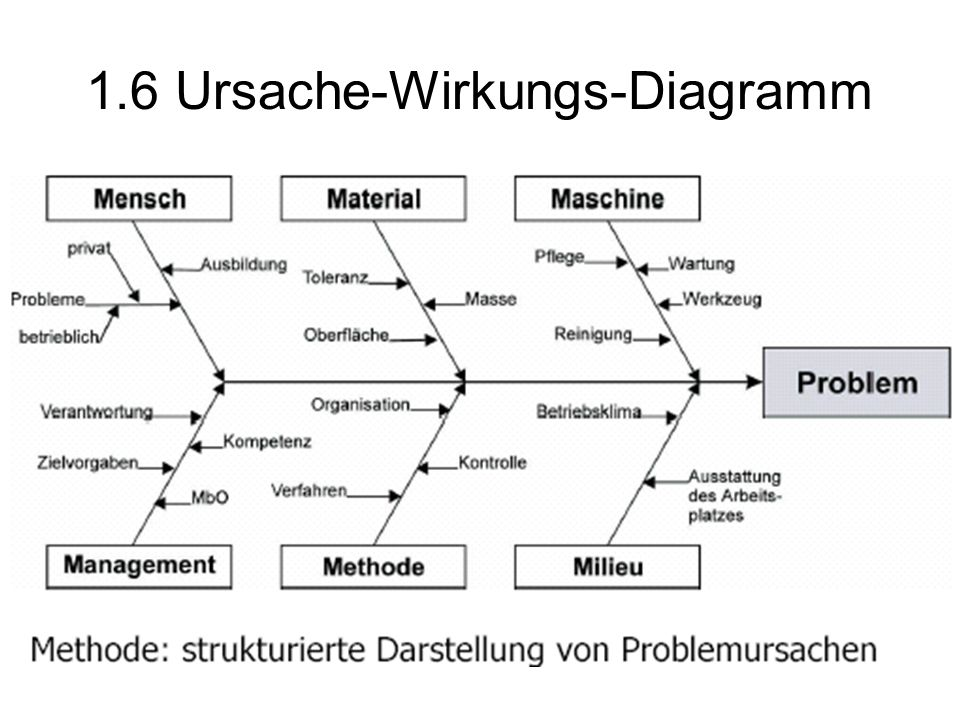 1.6 Ursache-Wirkungs-Diagramm
Mensch
Material
Maschine
privat
Ausbildung
Probleme
betrieblich
Toleranz
Masse
Oberfläche
Pflege
Wartung
Werkzeug
Reinigung
Problem
Verantwortung
Kompetenz
Zielvorgaben
MbO
Organisation
Kontrolle
Verfahren
Betriebsklima
Ausstattung
des Arbeits-
platzes
Management
Methode
Milieu
Methode: strukturierte Darstellung von Problemursachen